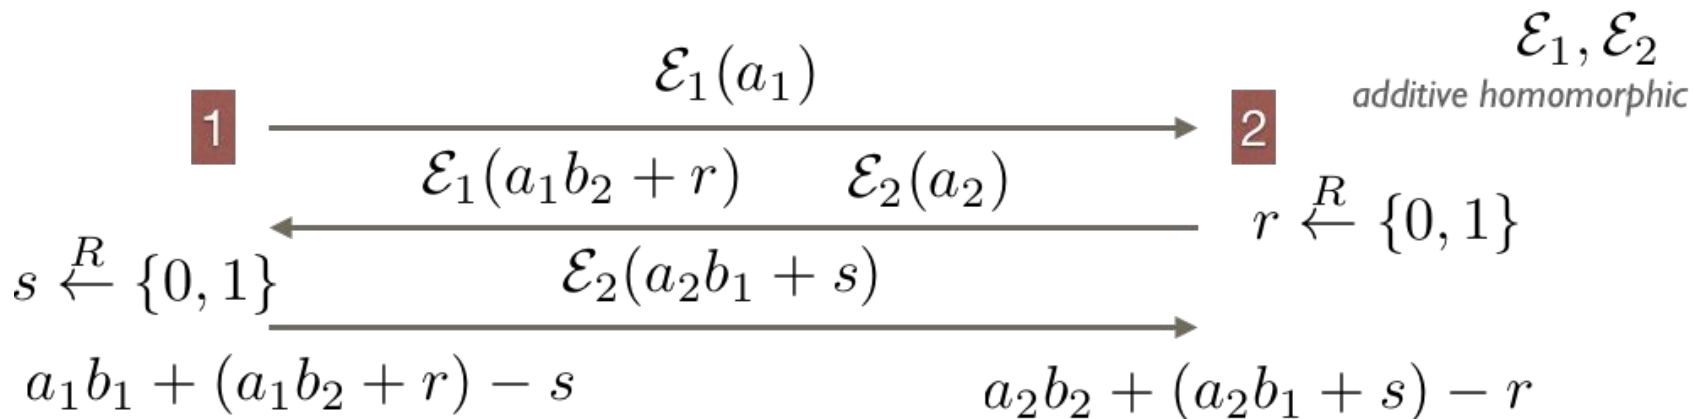 ℰ₁, ℰ₂
additive homomorphic
ℰ₁(a₁)
1
2
ℰ₁(a₁b₂ + r) ℰ₂(a₂)
r ←ᴿ {0, 1}
s ←ᴿ {0, 1}
ℰ₂(a₂b₁ + s)
a₁b₁ + (a₁b₂ + r) − s
a₂b₂ + (a₂b₁ + s) − r